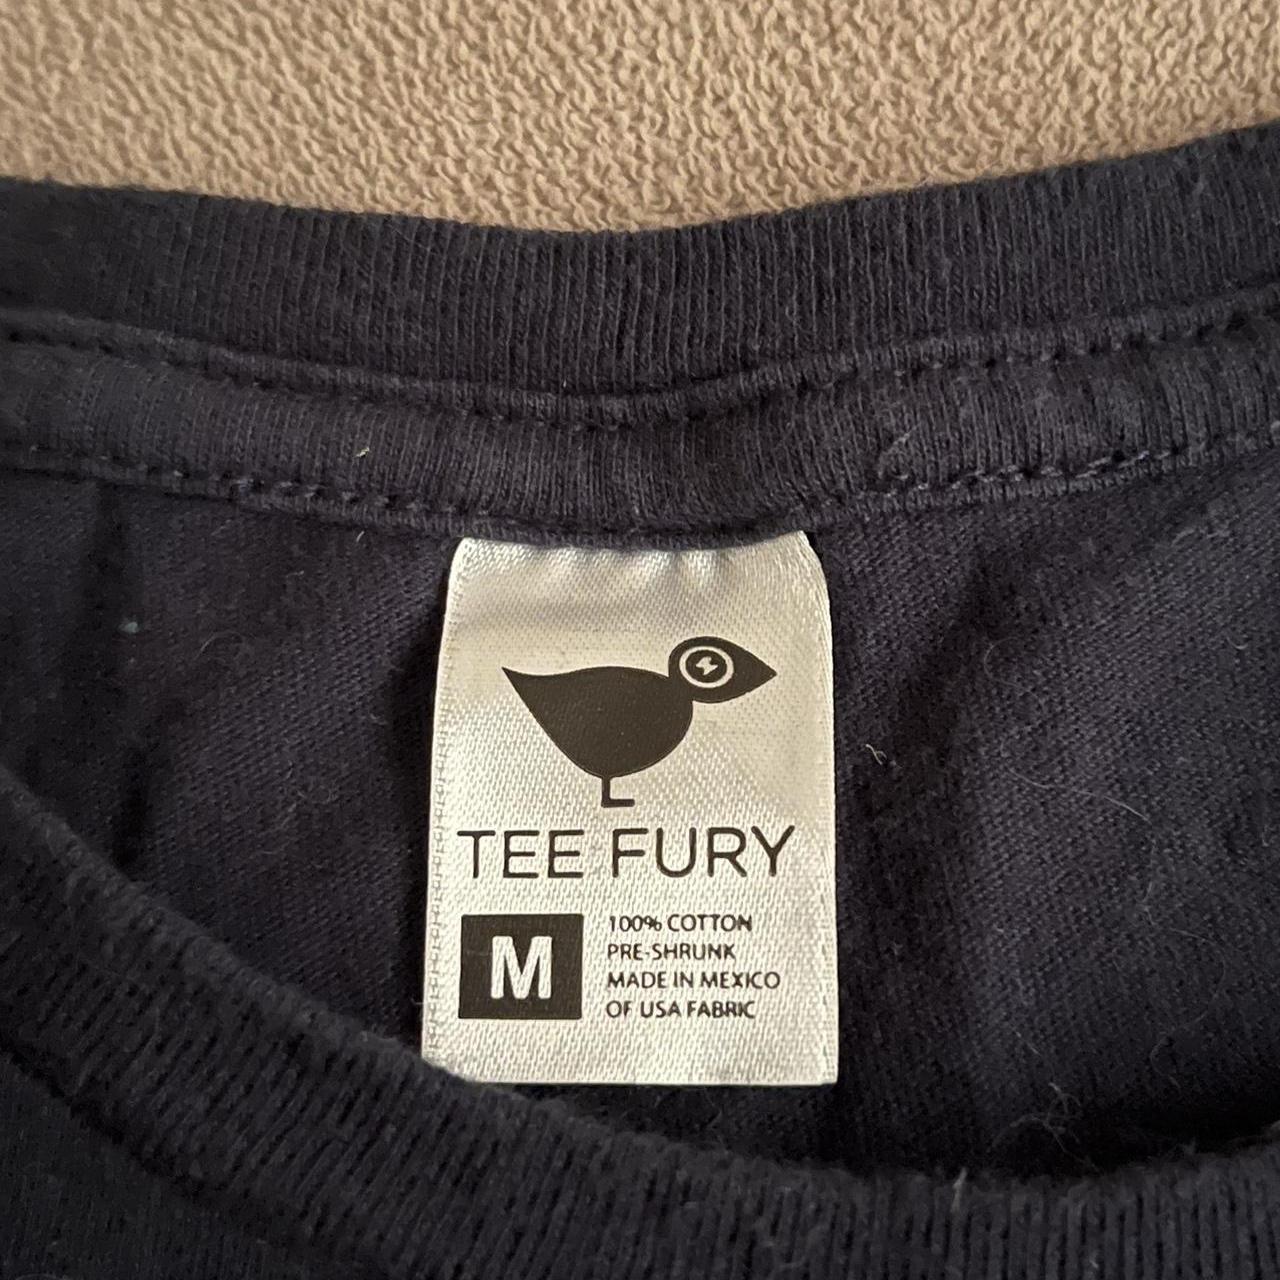 TEE FURY
M
100% COTTON
PRE-SHRUNK
MADE IN MEXICO
OF USA FABRIC